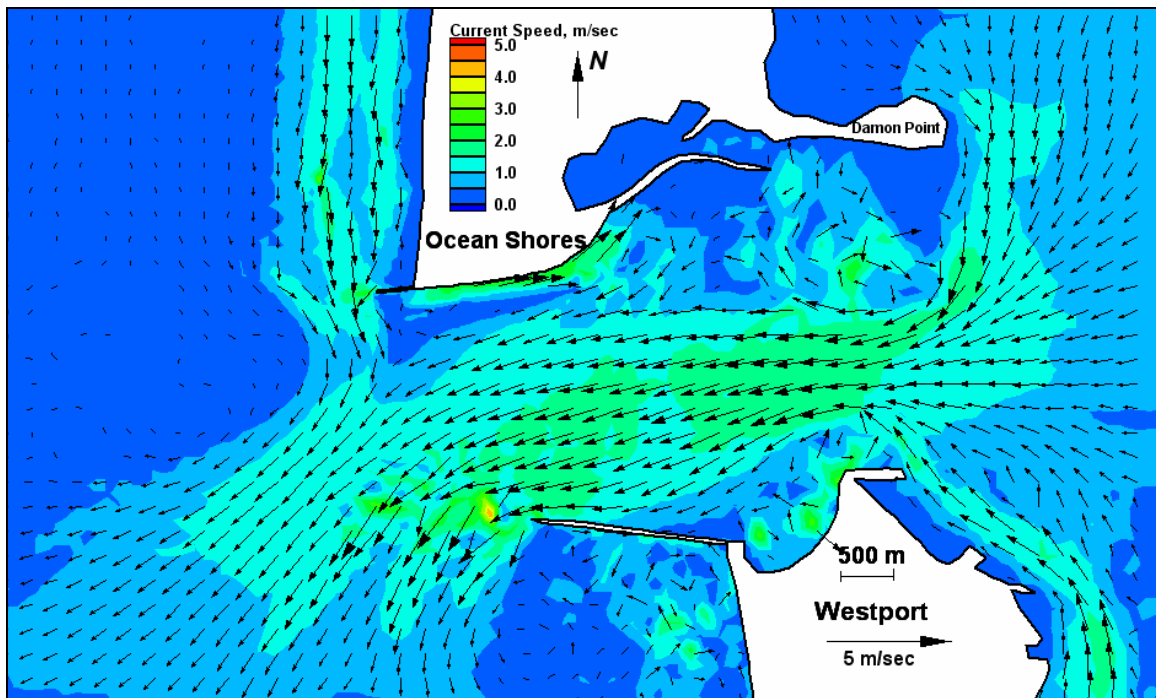 Current Speed, m/sec
5.0
4.0
3.0
2.0
1.0
0.0
N
Damon Point
Ocean Shores
500 m
Westport
5 m/sec